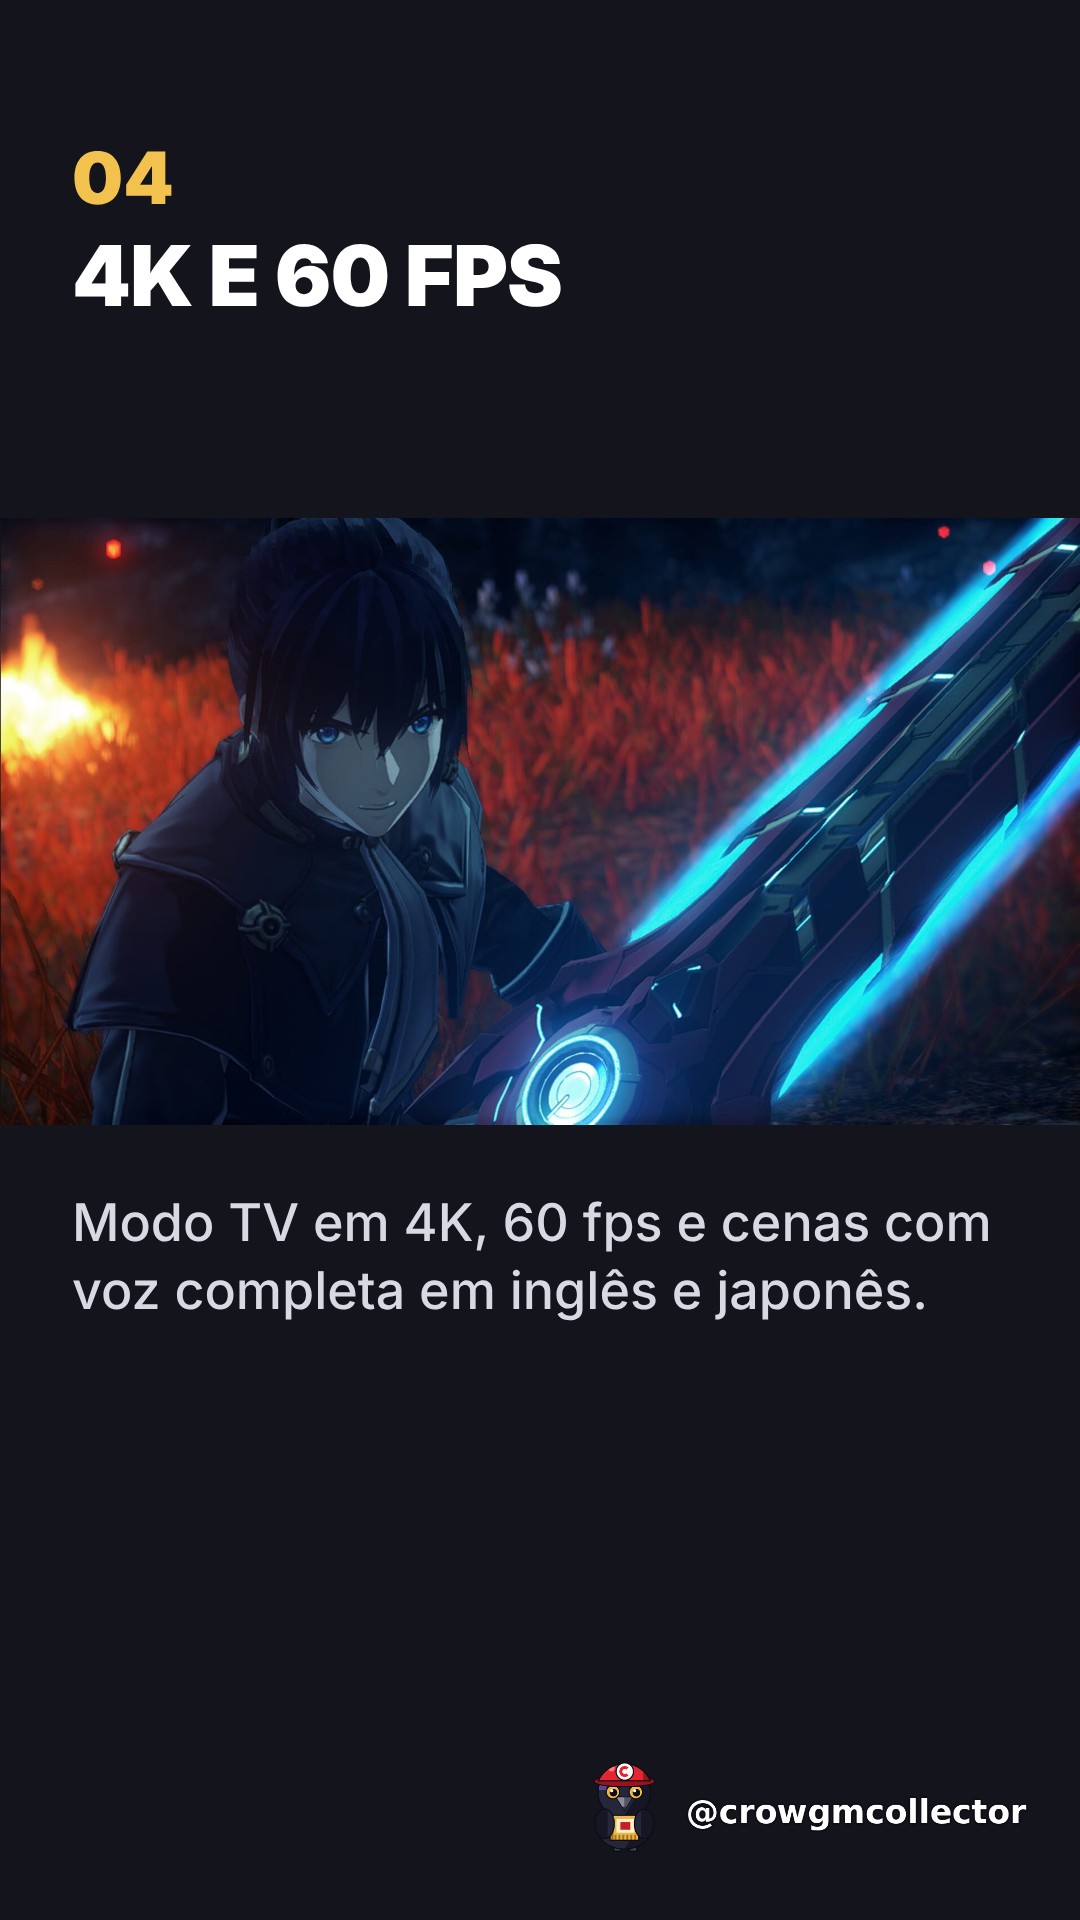 04
4K E 60 FPS
Modo TV em 4K, 60 fps e cenas com
voz completa em inglês e japonês.
C
@crowgmcollector